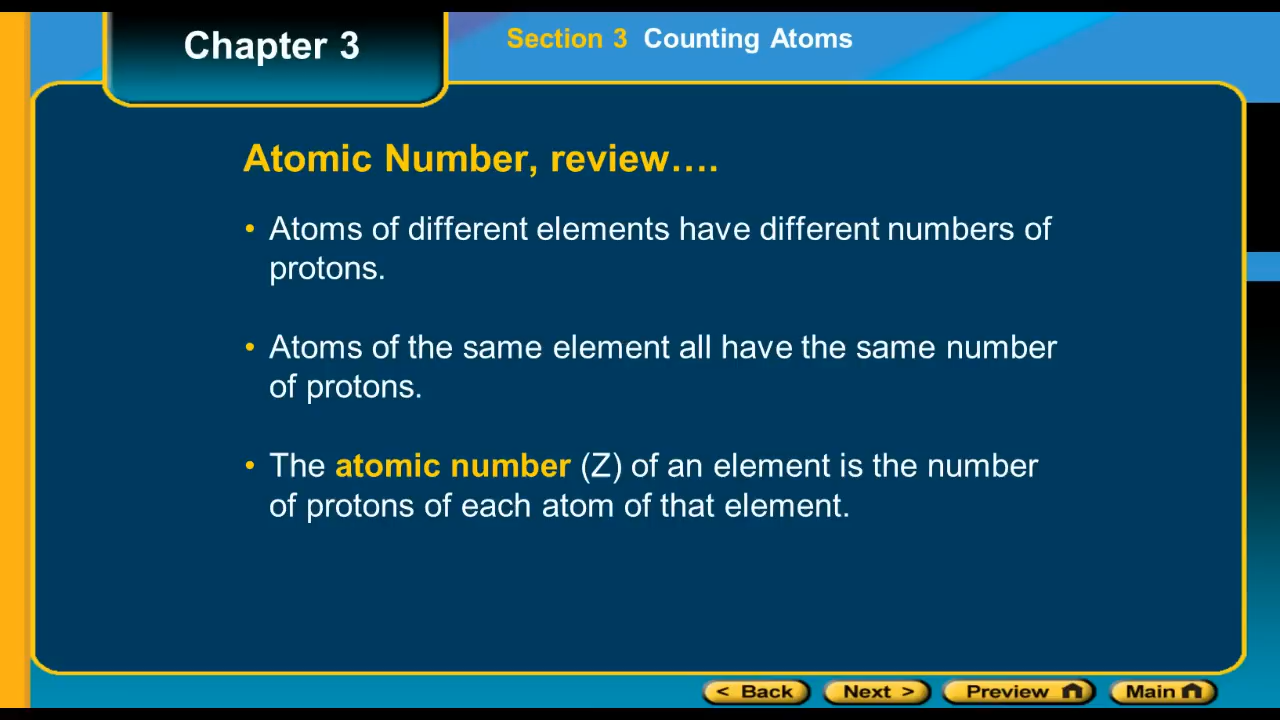 Chapter 3
Section 3 Counting Atoms
Atomic Number, review….
• Atoms of different elements have different numbers of
protons.
• Atoms of the same element all have the same number
of protons.
• The atomic number (Z) of an element is the number
of protons of each atom of that element.
< Back Next > Preview Main